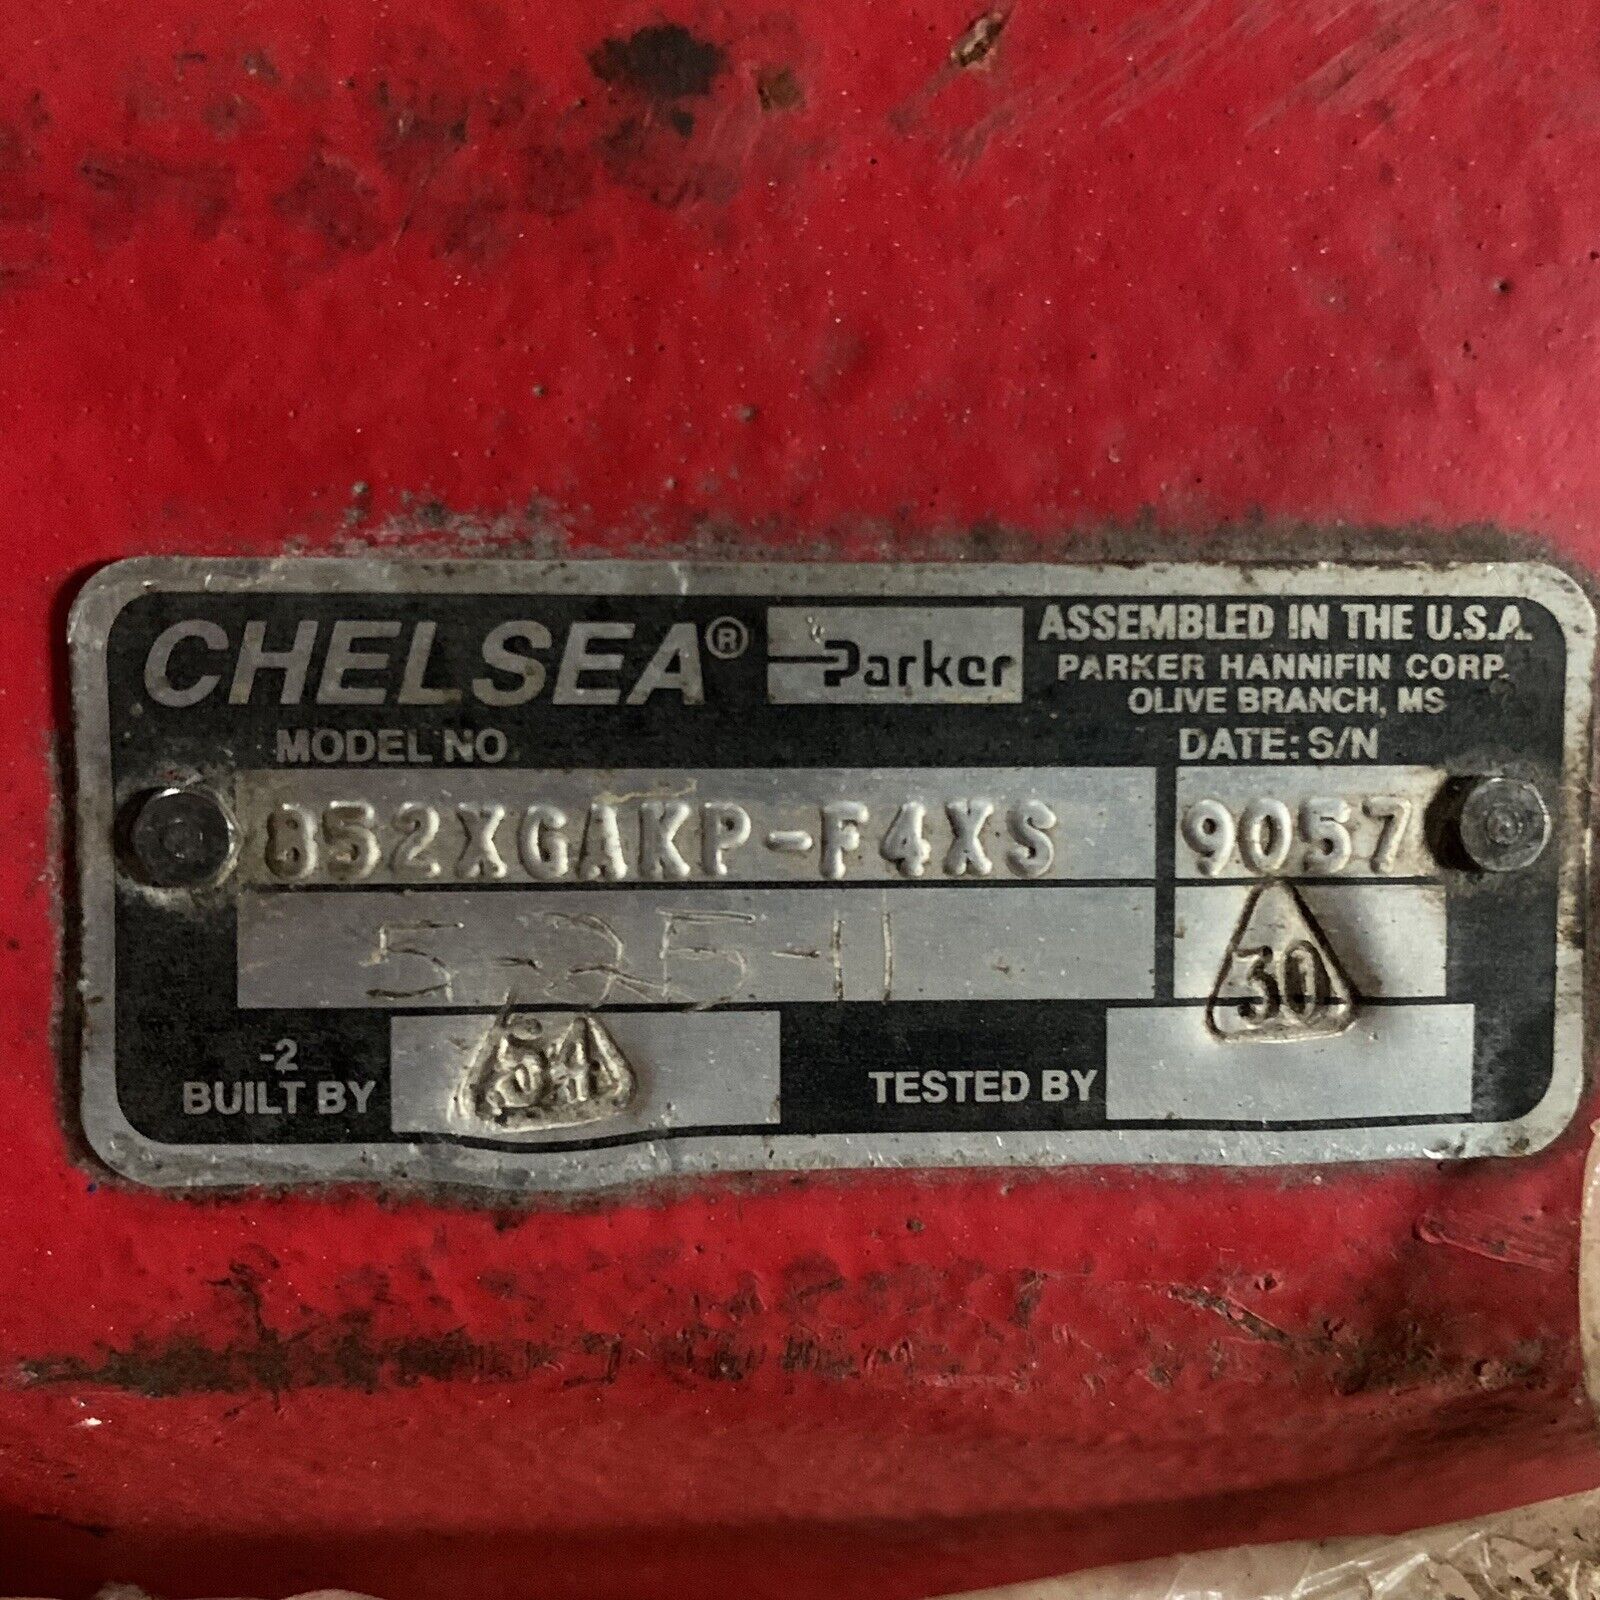 CHELSEA® Parker ASSEMBLED IN THE U.S.A.
PARKER HANNIFIN CORP.
OLIVE BRANCH, MS
MODEL NO. DATE: S/N
852XGAKP-F4XS 9057
5-25-11 30
-2
BUILT BY 54 TESTED BY